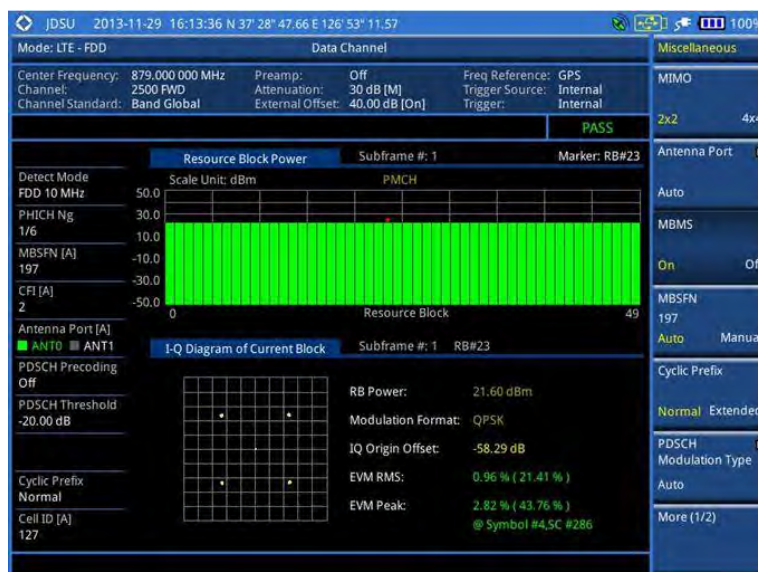 JDSU 2013-11-29 16:13:36 N 37° 28' 47.66 E 126° 53" 11.57 100%
Mode: LTE - FDD Data Channel
Center Frequency: 879.000 000 MHz Preamp: Off Freq Reference: GPS
Channel: 2500 FWD Attenuation: 30 dB [M] Trigger Source: Internal
Channel Standard: Band Global External Offset: 40.00 dB [On] Trigger: Internal
PASS
Resource Block Power Subframe #: 1 Marker: RB#23
Scale Unit: dBm PMCH
50.0
30.0
10.0
-10.0
-30.0
-50.0
0 Resource Block 49
Detect Mode
FDD 10 MHz
PHICH Ng
1/6
MBSFN [A]
197
CFI [A]
2
Antenna Port [A]
ANT0 ANT1
PDSCH Precoding
Off
PDSCH Threshold
-20.00 dB
Cyclic Prefix
Normal
Cell ID [A]
127
I-Q Diagram of Current Block Subframe #: 1 RB#23
RB Power: 21.60 dBm
Modulation Format: QPSK
IQ Origin Offset: -58.29 dB
EVM RMS: 0.96 % ( 21.41 % )
EVM Peak: 2.82 % ( 43.76 % )
@ Symbol #4,SC #286
Miscellaneous
MIMO
2x2 4x4
Antenna Port
Auto
MBMS
On Of
MBSFN
197
Auto Manua
Cyclic Prefix
Normal Extended
PDSCH
Modulation Type
Auto
More (1/2)